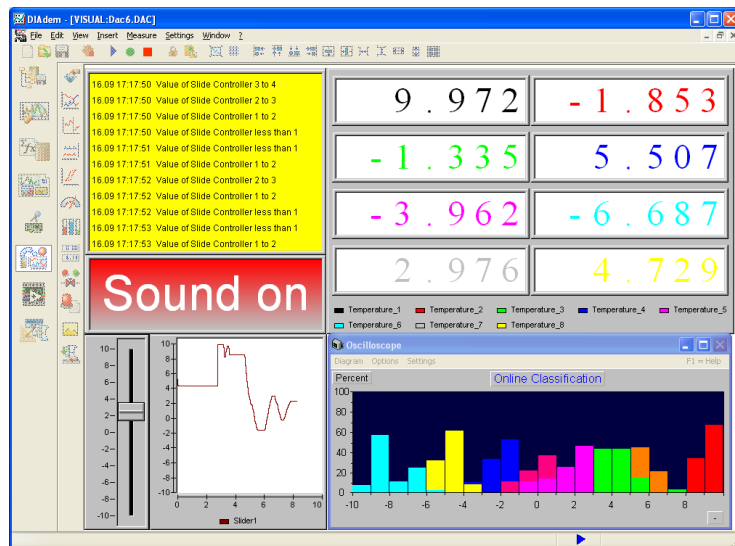 DIAdem - [VISUAL:Dac6.DAC]
File Edit View Insert Measure Settings Window ?
16.09 17:17:50 Value of Slide Controller 3 to 4
16.09 17:17:50 Value of Slide Controller 2 to 3
16.09 17:17:50 Value of Slide Controller 1 to 2
16.09 17:17:51 Value of Slide Controller less than 1
16.09 17:17:51 Value of Slide Controller less than 1
16.09 17:17:51 Value of Slide Controller 1 to 2
16.09 17:17:52 Value of Slide Controller 2 to 3
16.09 17:17:52 Value of Slide Controller 1 to 2
16.09 17:17:52 Value of Slide Controller less than 1
16.09 17:17:53 Value of Slide Controller less than 1
16.09 17:17:53 Value of Slide Controller 1 to 2
9.972 -1.853
-1.335 5.507
-3.962 -6.687
2.976 4.729
Temperature_1 Temperature_2 Temperature_3 Temperature_4 Temperature_5
Temperature_6 Temperature_7 Temperature_8
Sound on
10
8
6
4
2
0
-2
-4
-6
-8
-10
10
8
6
4
2
0
-2
-4
-6
-8
-10
0 2 4 6 8 10
Slider1
Oscilloscope
Diagram Options Settings F1 = Help
Percent Online Classification
100
80
60
40
20
0
-10 -8 -6 -4 -2 0 2 4 6 8